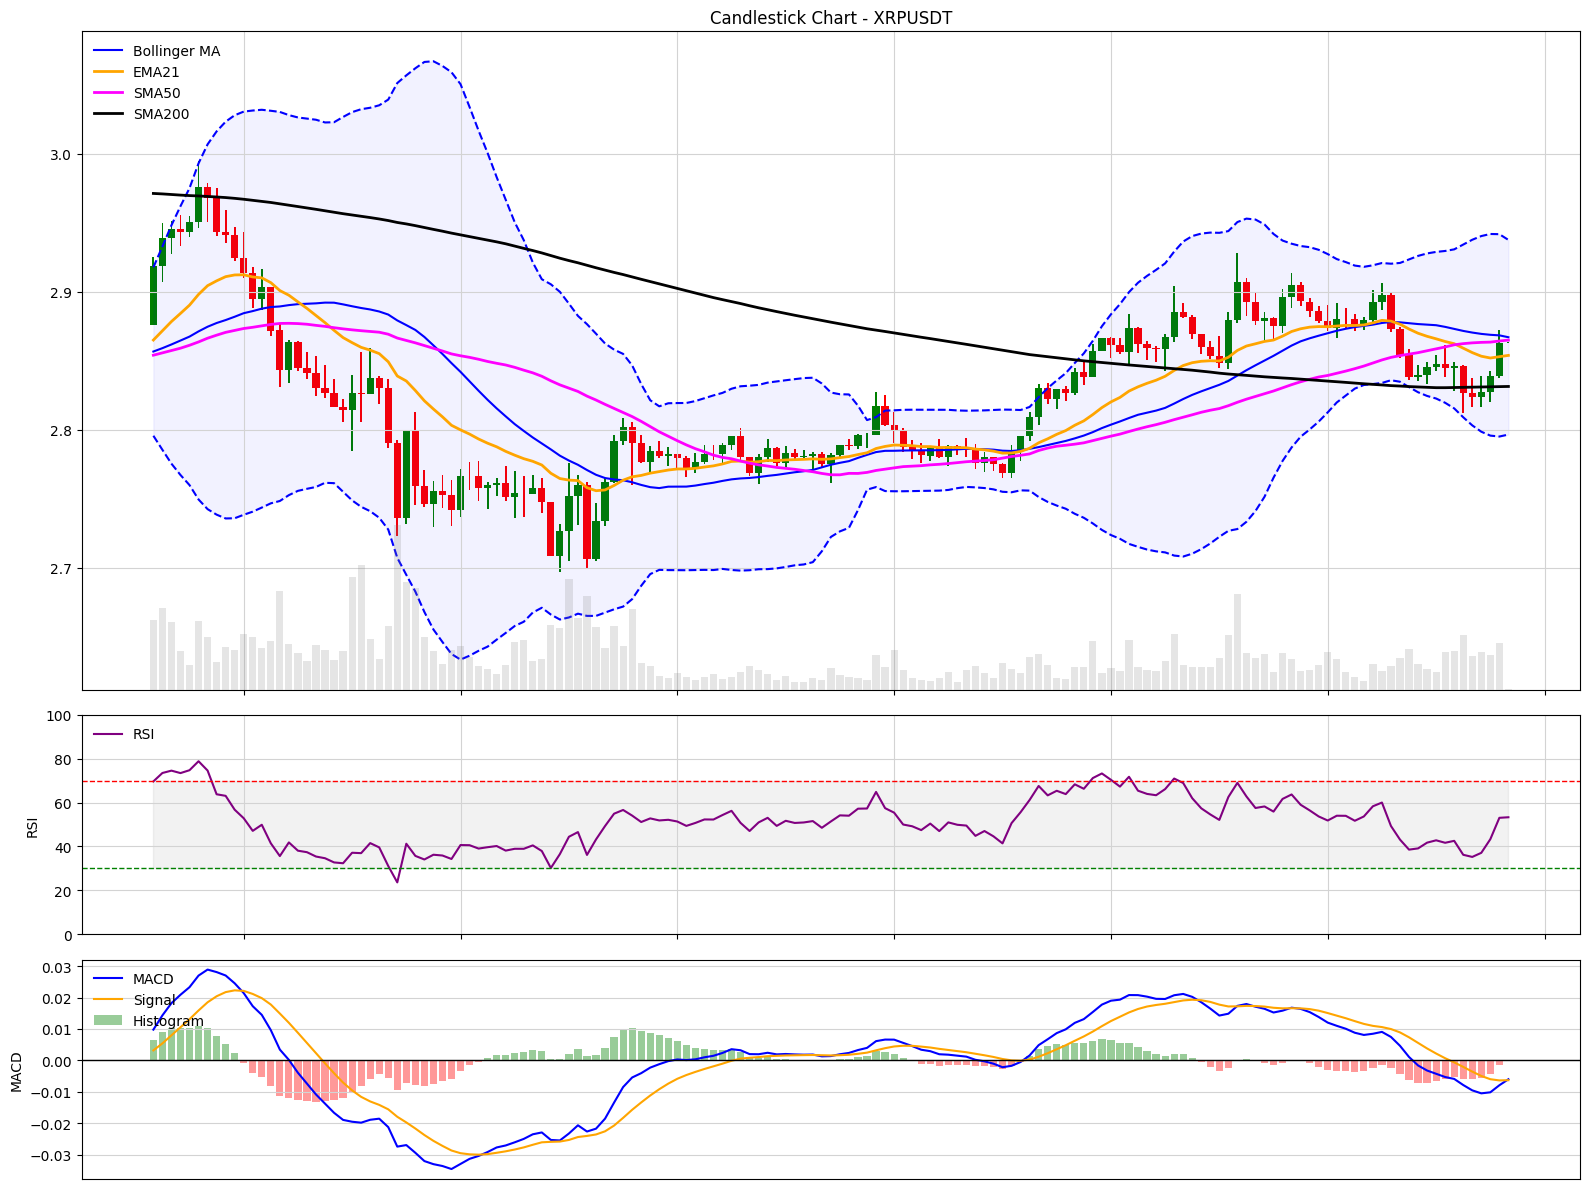 Candlestick Chart - XRPUSDT
Bollinger MA
EMA21
SMA50
SMA200
3.0
2.9
2.8
2.7
RSI
100
80
60
40
20
0
RSI
MACD
Signal
Histogram
0.03
0.02
0.01
0.00
−0.01
−0.02
−0.03
MACD